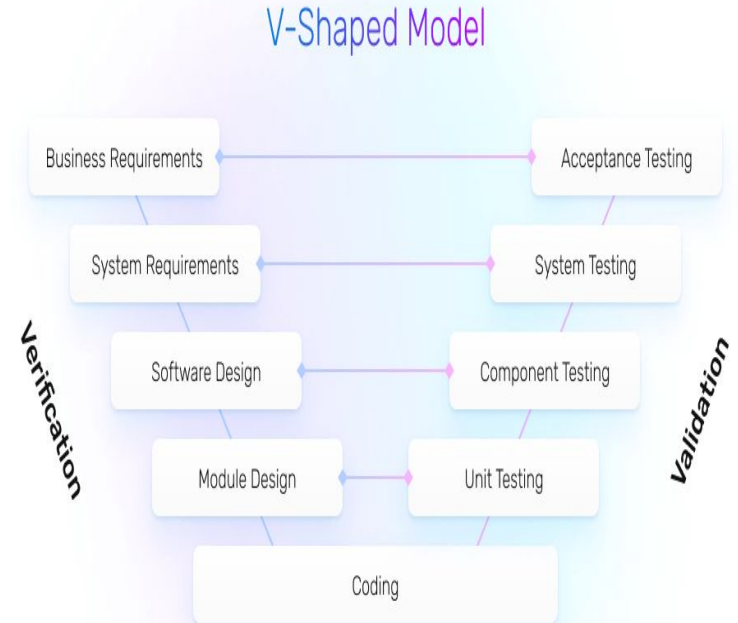 V-Shaped Model
Business Requirements
Acceptance Testing
System Requirements
System Testing
Software Design
Component Testing
Module Design
Unit Testing
Coding
Verification
Validation